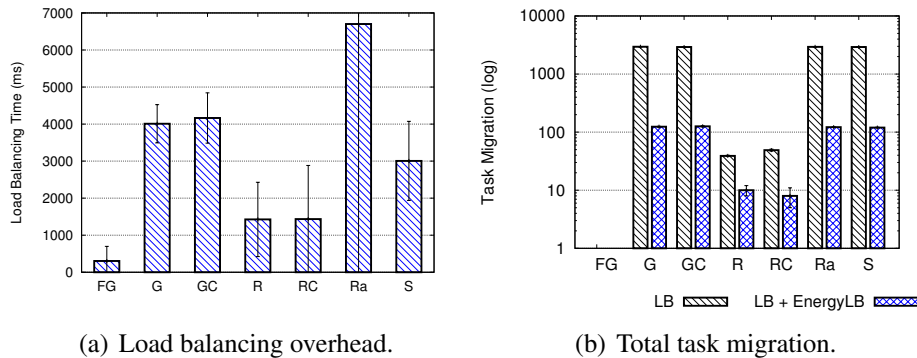 7000
6000
5000
4000
3000
2000
1000
0
Load Balancing Time (ms)
FG G GC R RC Ra S
(a) Load balancing overhead.
10000
1000
100
10
1
Task Migration (log)
FG G GC R RC Ra S
LB LB + EnergyLB
(b) Total task migration.